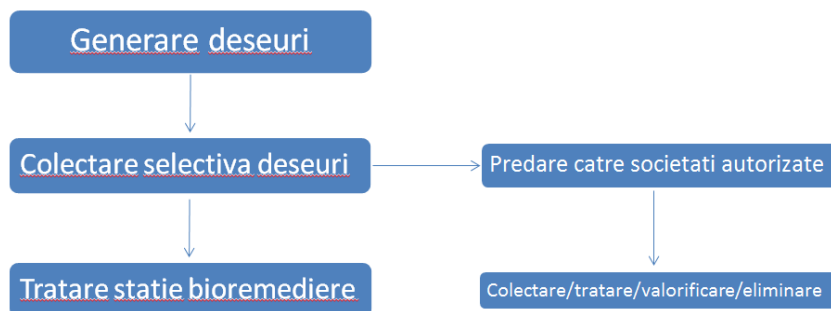 Generare deseuri
Colectare selectiva deseuri
Predare catre societati autorizate
Tratare statie bioremediere
Colectare/tratare/valorificare/eliminare